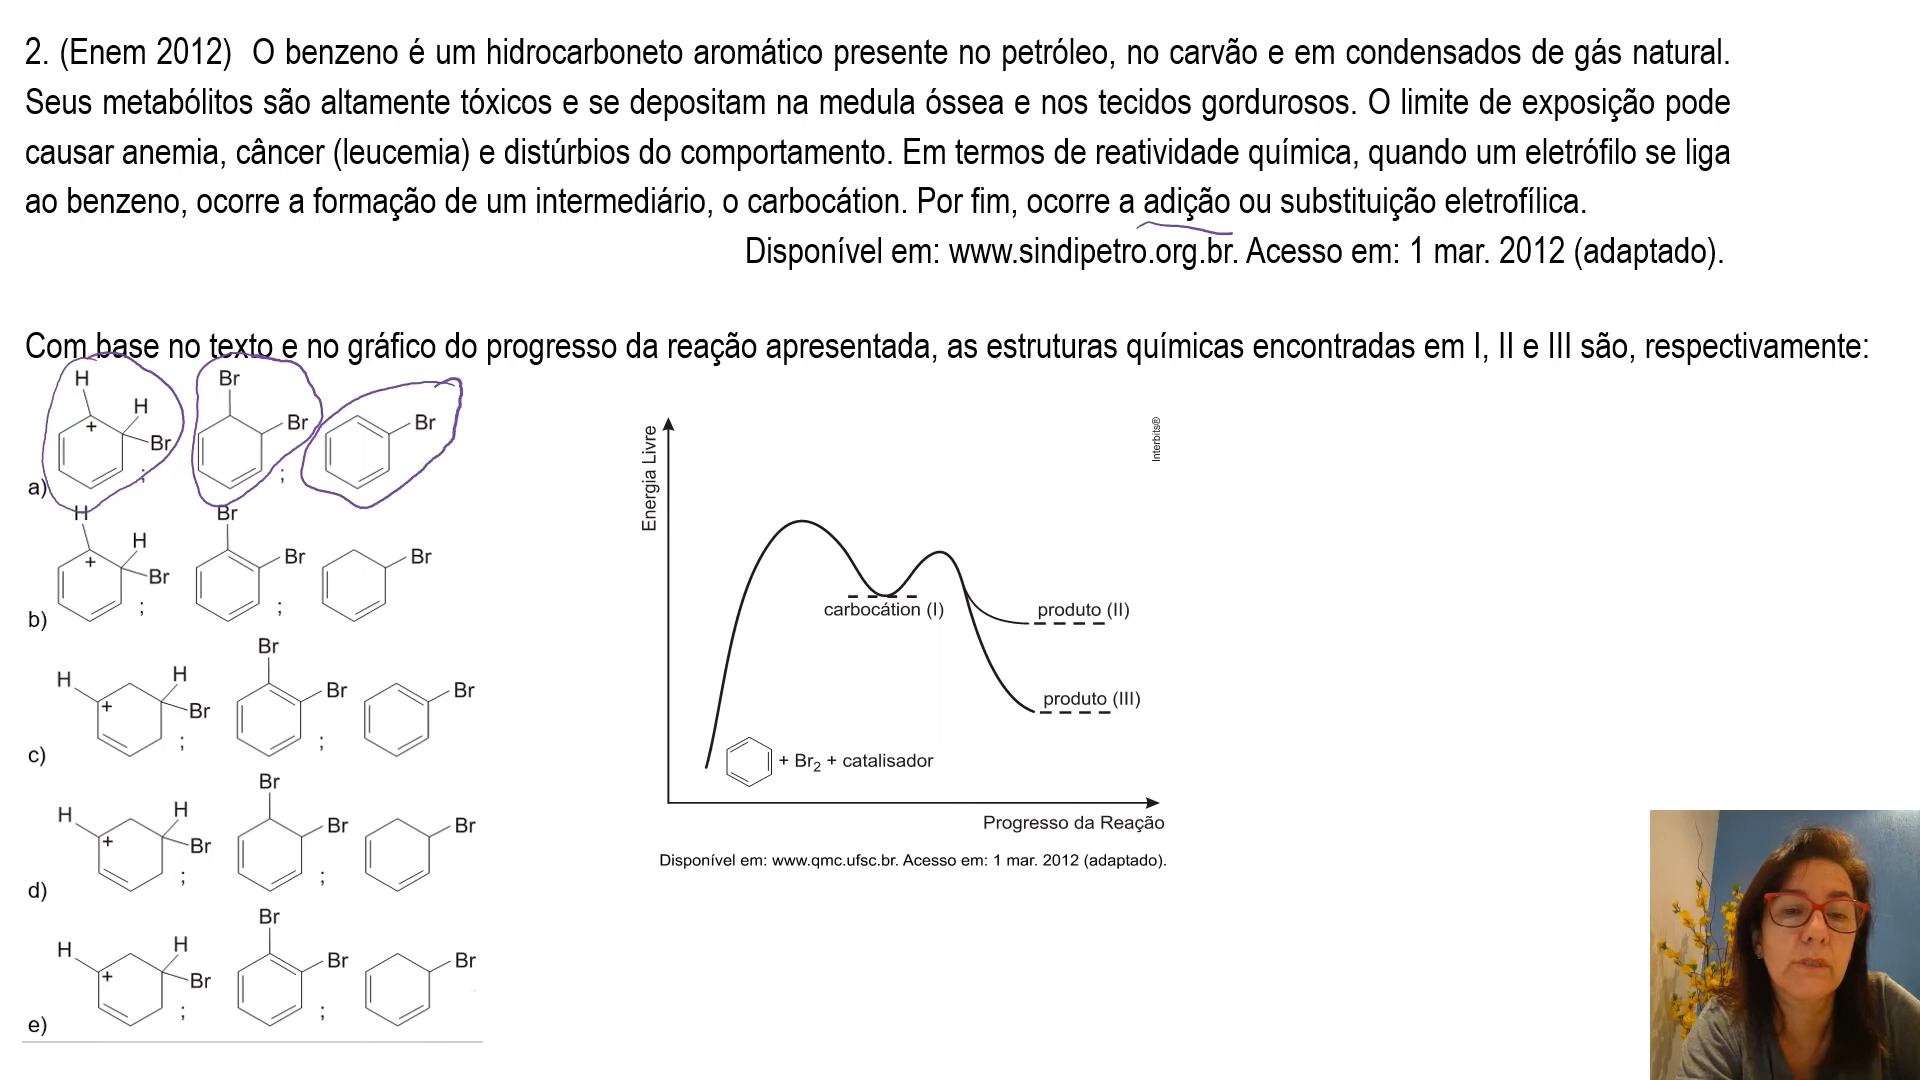 2. (Enem 2012)  O benzeno é um hidrocarboneto aromático presente no petróleo, no carvão e em condensados de gás natural.
Seus metabólitos são altamente tóxicos e se depositam na medula óssea e nos tecidos gordurosos. O limite de exposição pode
causar anemia, câncer (leucemia) e distúrbios do comportamento. Em termos de reatividade química, quando um eletrófilo se liga
ao benzeno, ocorre a formação de um intermediário, o carbocátion. Por fim, ocorre a adição ou substituição eletrofílica.
Disponível em: www.sindipetro.org.br. Acesso em: 1 mar. 2012 (adaptado).
Com base no texto e no gráfico do progresso da reação apresentada, as estruturas químicas encontradas em I, II e III são, respectivamente:
a) H + H Br ; Br Br ; Br
b) H + H Br ; Br Br ; Br
c) H + H Br ; Br Br ; Br
d) H + H Br ; Br Br ; Br
e) H + H Br ; Br Br ; Br
Energia Livre
Interbits®
carbocátion (I)
produto (II)
produto (III)
+ Br2 + catalisador
Progresso da Reação
Disponível em: www.qmc.ufsc.br. Acesso em: 1 mar. 2012 (adaptado).